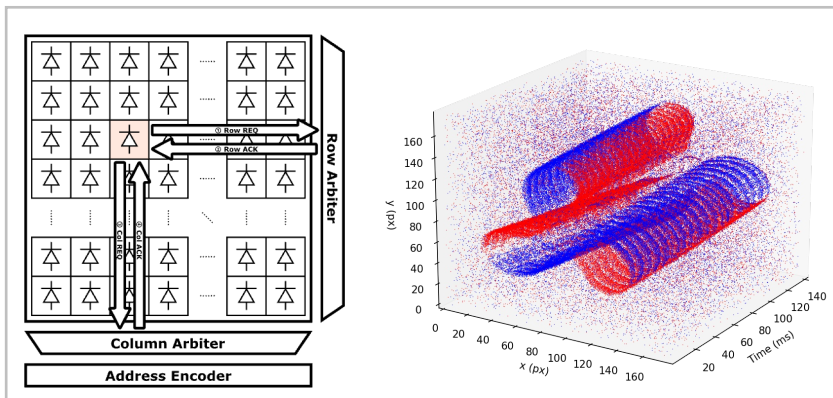 ① Row REQ
② Row ACK
Row Arbiter
③ Col REQ
④ Col ACK
Column Arbiter
Address Encoder
160
140
120
100
80
60
40
20
0
y (px)
0
20
40
60
80
100
120
140
160
x (px)
20
40
60
80
100
120
140
Time (ms)